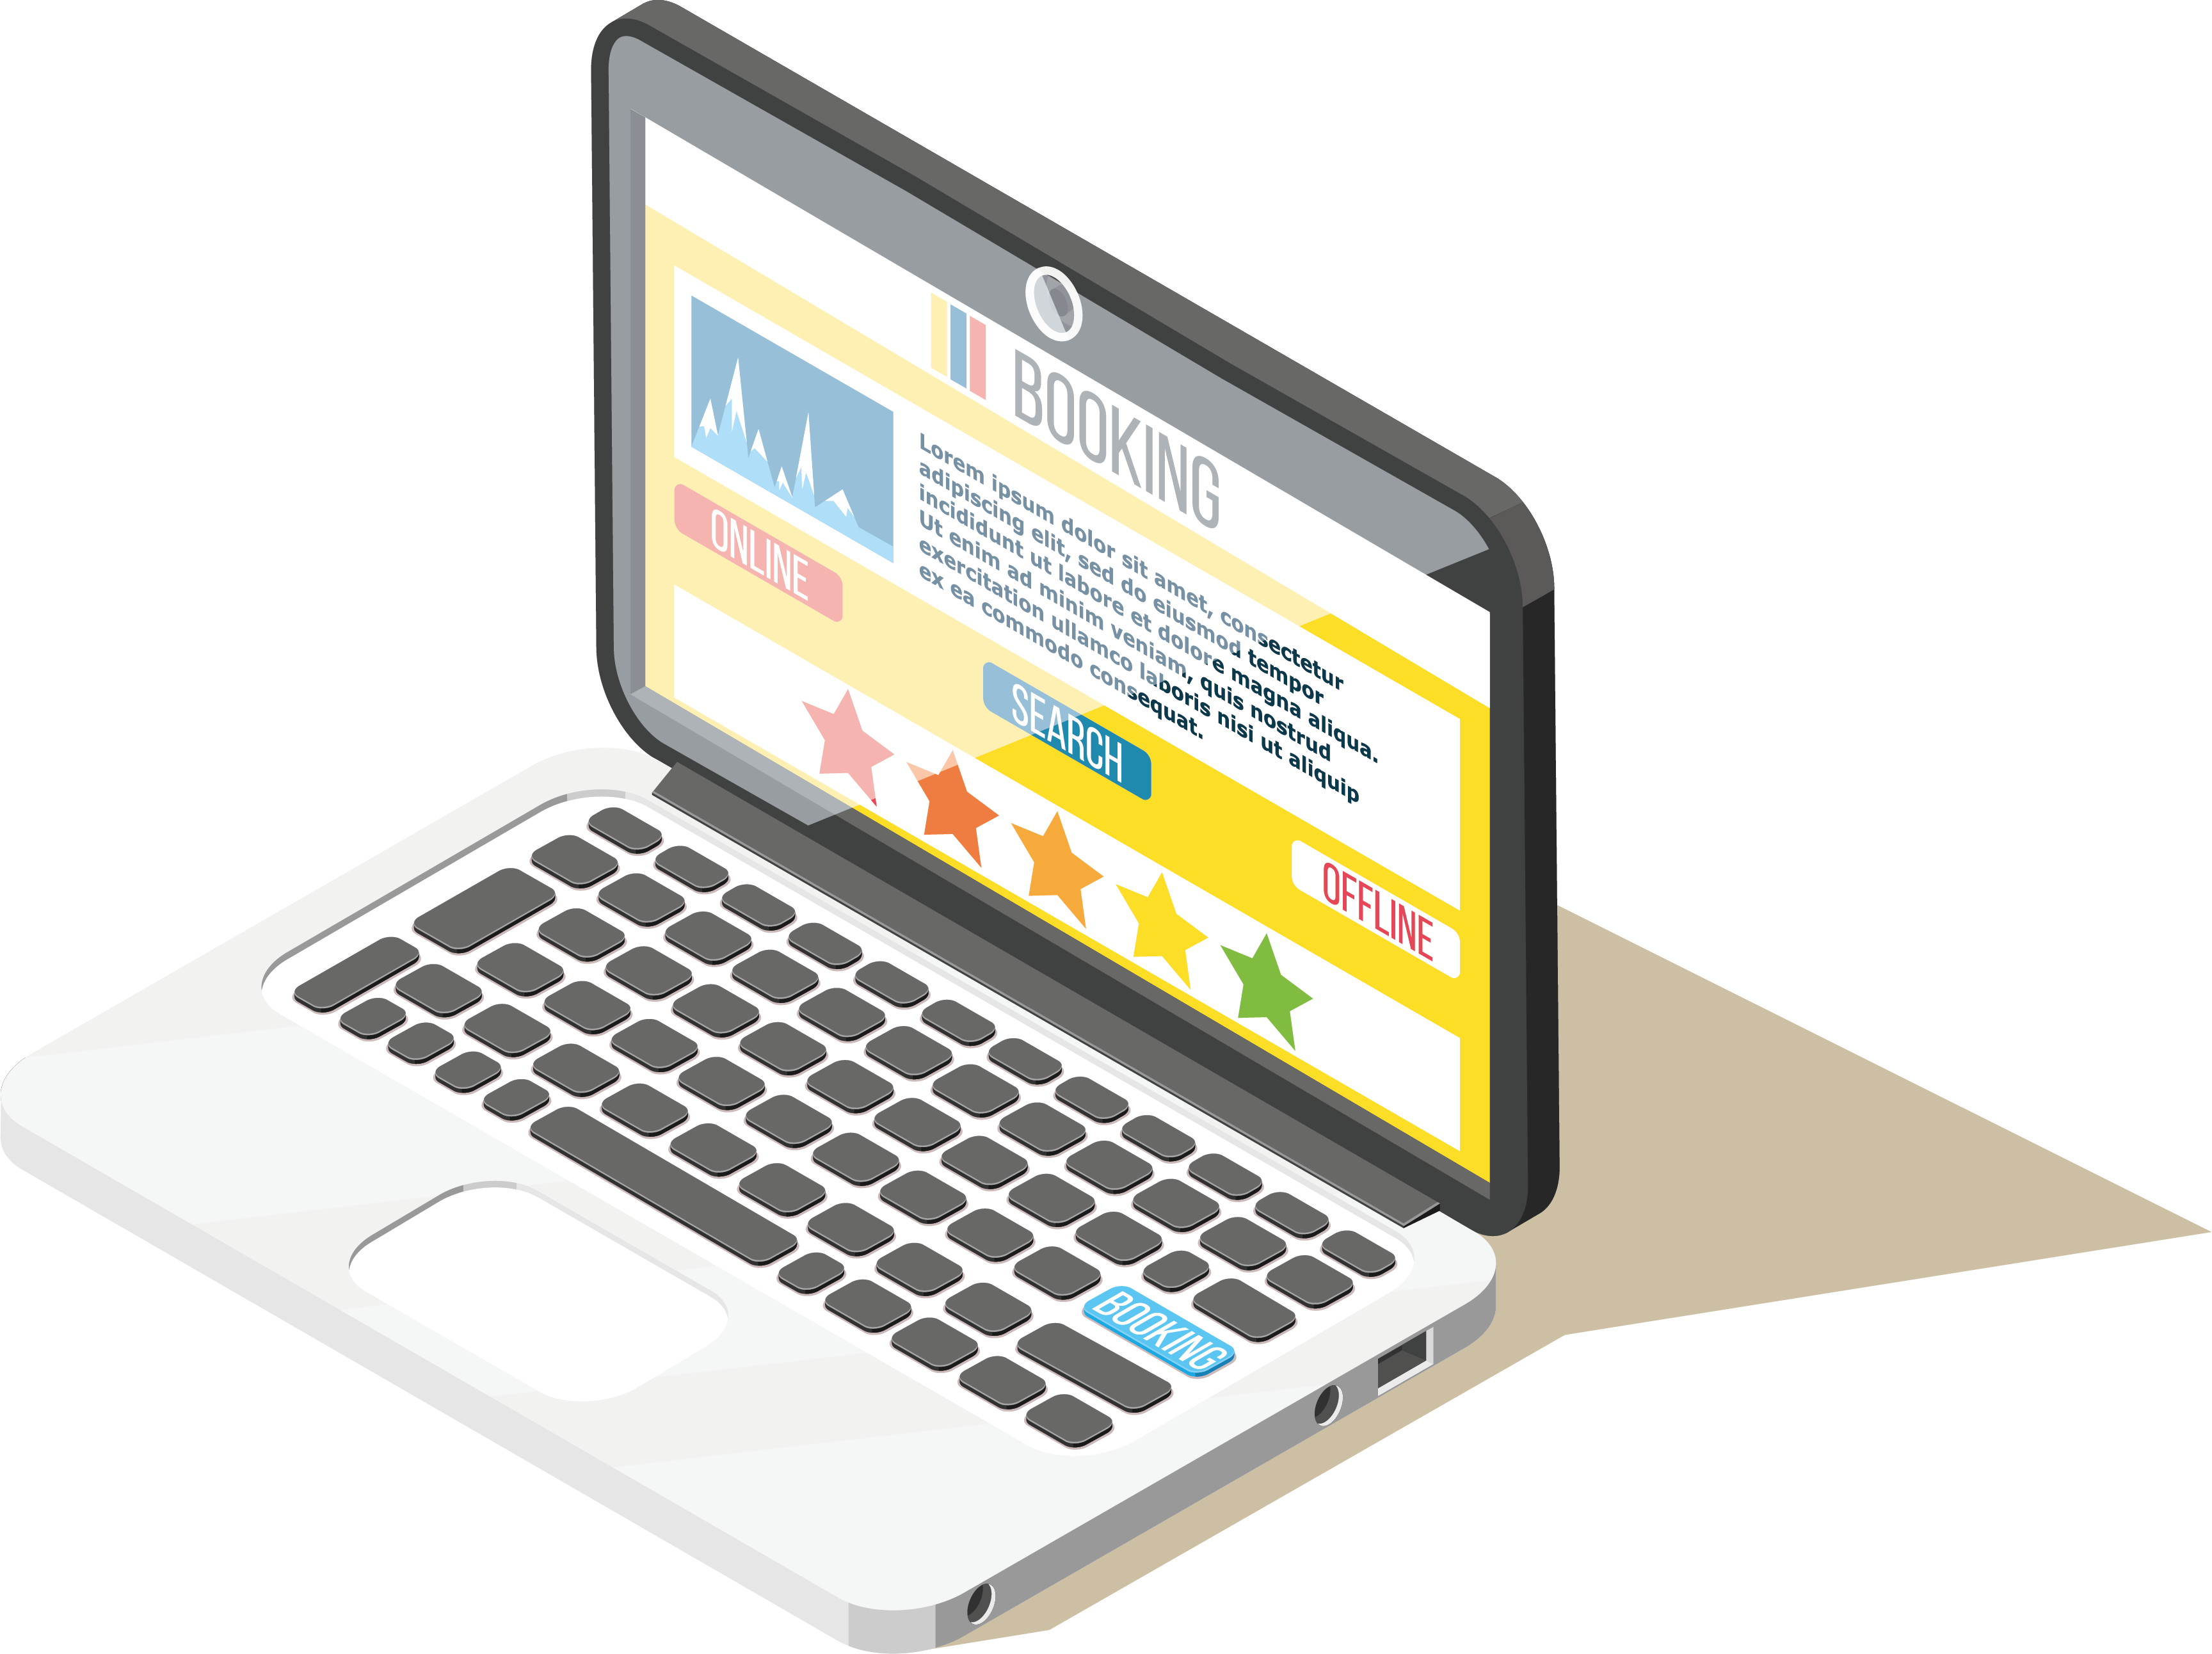 BOOKING
Lorem ipsum dolor sit amet, consectetur
adipiscing elit, sed do eiusmod tempor
incididunt ut labore et dolore magna aliqua.
Ut enim ad minim veniam, quis nostrud
exercitation ullamco laboris nisi ut aliquip
ex ea commodo consequat.
ONLINE
SEARCH
OFFLINE
BOOKING